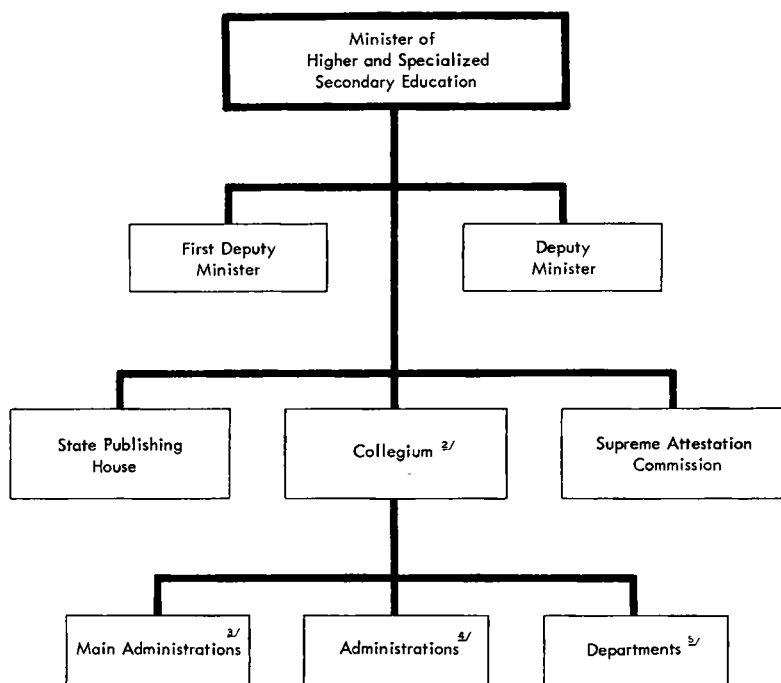 Minister of
Higher and Specialized
Secondary Education
First Deputy
Minister
Deputy
Minister
State Publishing
House
Collegium 2/
Supreme Attestation
Commission
Main Administrations 3/
Administrations 4/
Departments 5/